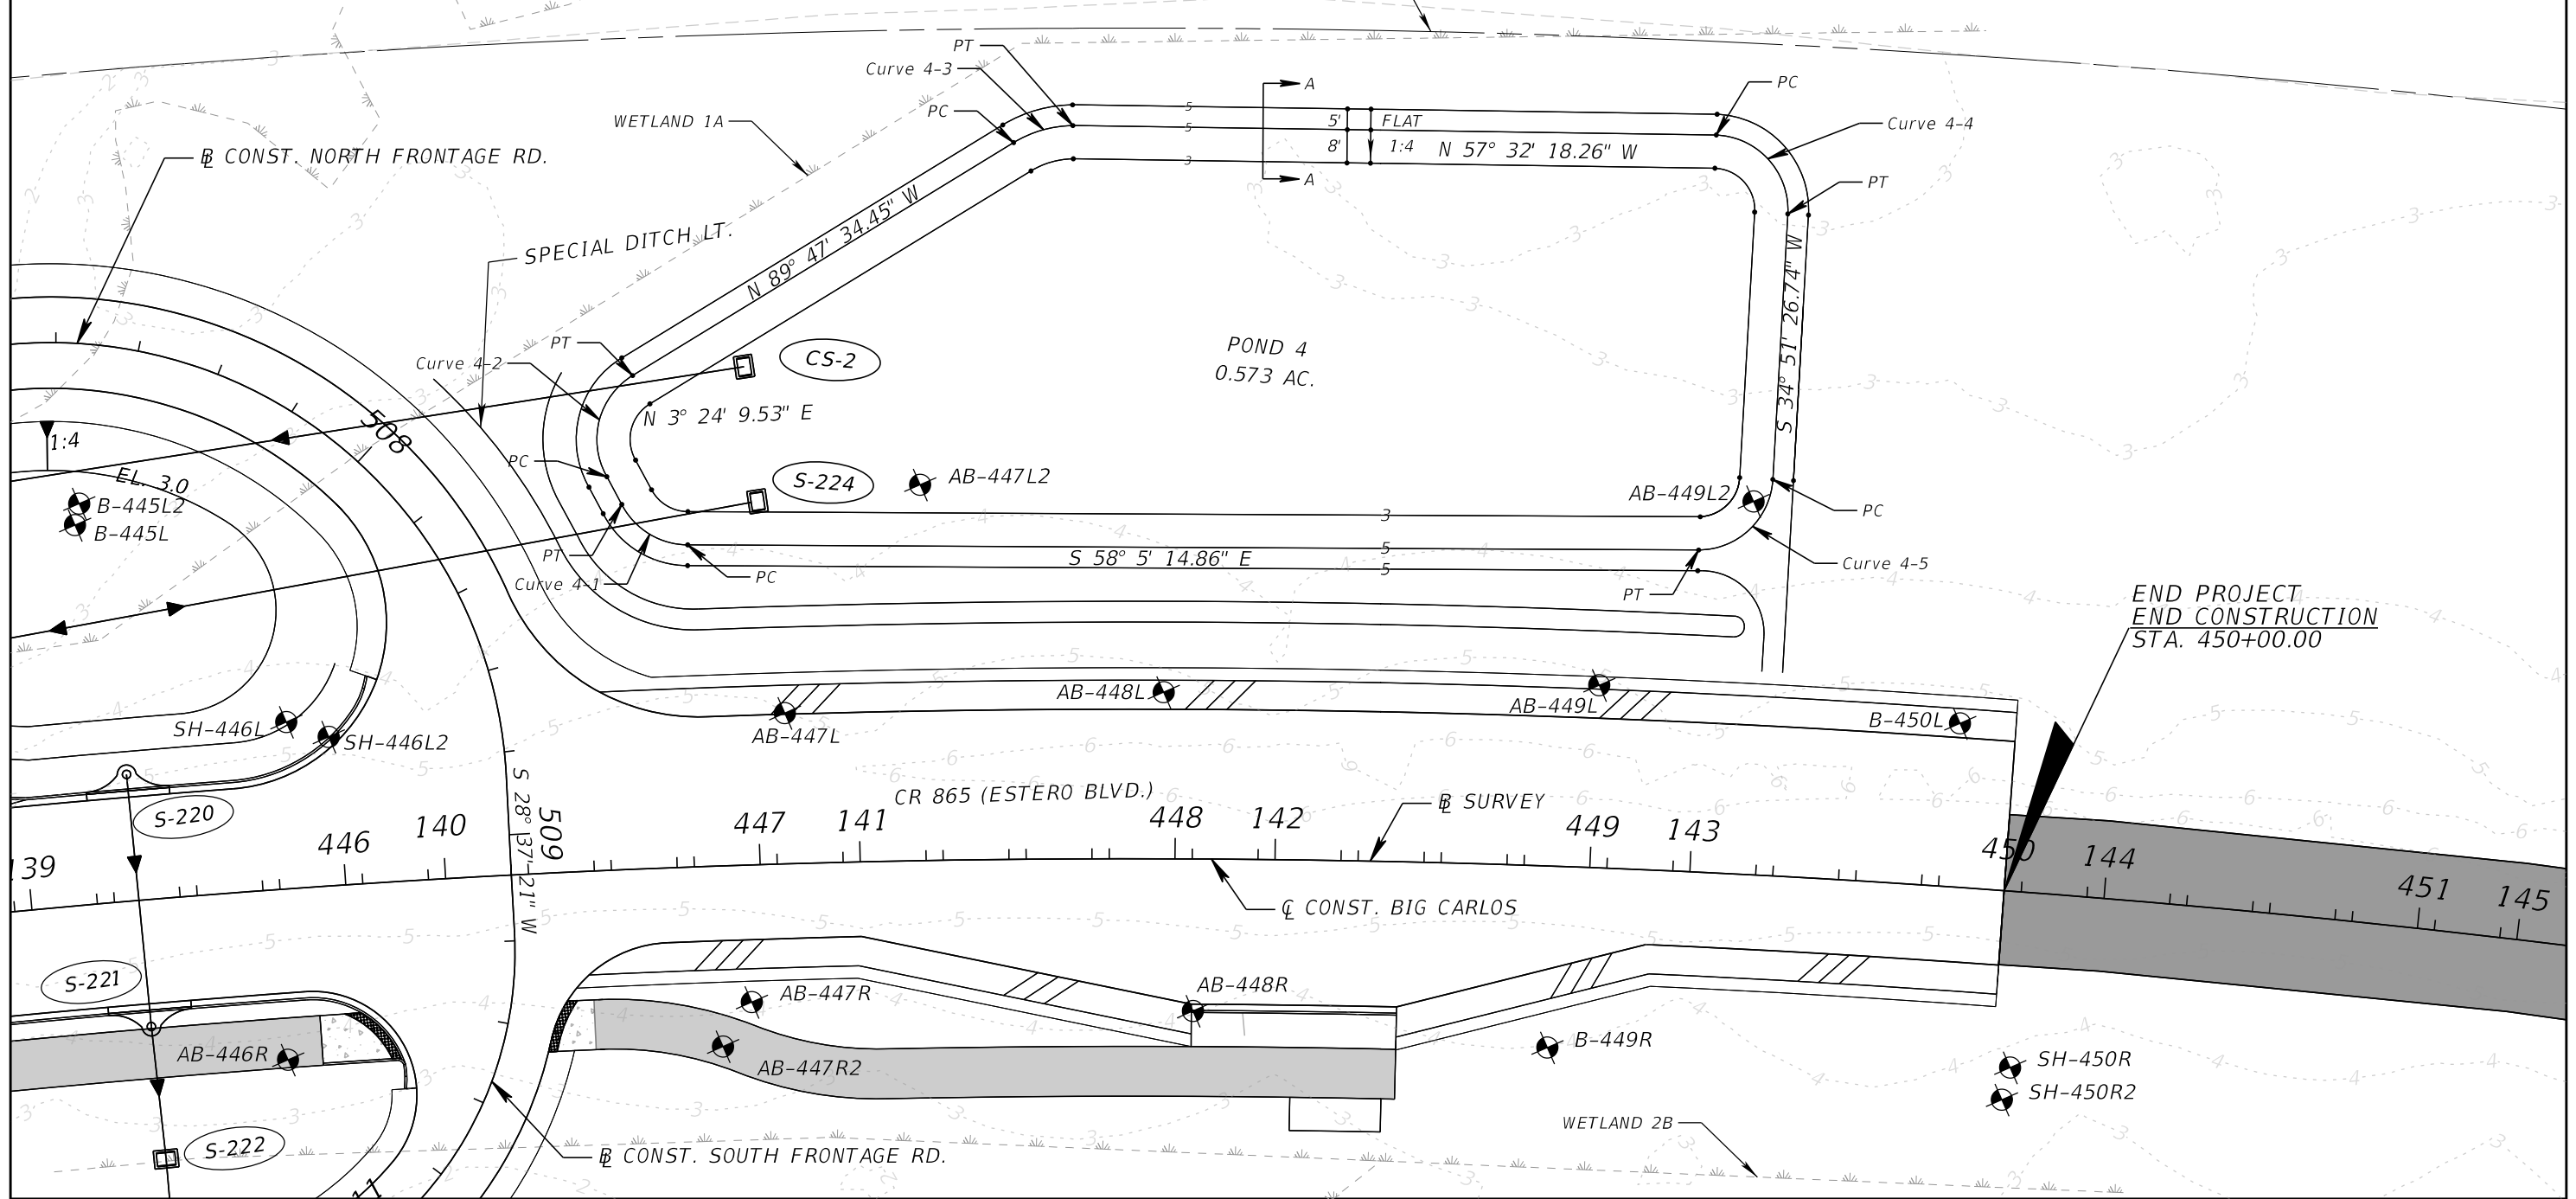 PT
Curve 4-3
PC
WETLAND 1A
A
A
5
5
3
5'
FLAT
8'
1:4
N 57° 32' 18.26" W
PC
Curve 4-4
PT
℄ CONST. NORTH FRONTAGE RD.
SPECIAL DITCH LT.
N 89° 47' 34.45" W
S 34° 51' 26.74" W
PT
Curve 4-2
CS-2
POND 4
0.573 AC.
N 3° 24' 9.53" E
PC
S-224
AB-447L2
AB-449L2
PC
508
1:4
EL. 3.0
B-445L2
B-445L
PT
Curve 4-1
PC
S 58° 5' 14.86" E
3
5
5
Curve 4-5
PT
END PROJECT
END CONSTRUCTION
STA. 450+00.00
SH-446L
SH-446L2
AB-447L
AB-448L
AB-449L
B-450L
S-220
S 28° 37' 21" W
509
CR 865 (ESTERO BLVD.)
℄ SURVEY
139
446
140
447
141
448
142
449
143
450
144
451
145
℄ CONST. BIG CARLOS
S-221
AB-446R
AB-447R
AB-447R2
AB-448R
B-449R
SH-450R
SH-450R2
WETLAND 2B
S-222
℄ CONST. SOUTH FRONTAGE RD.